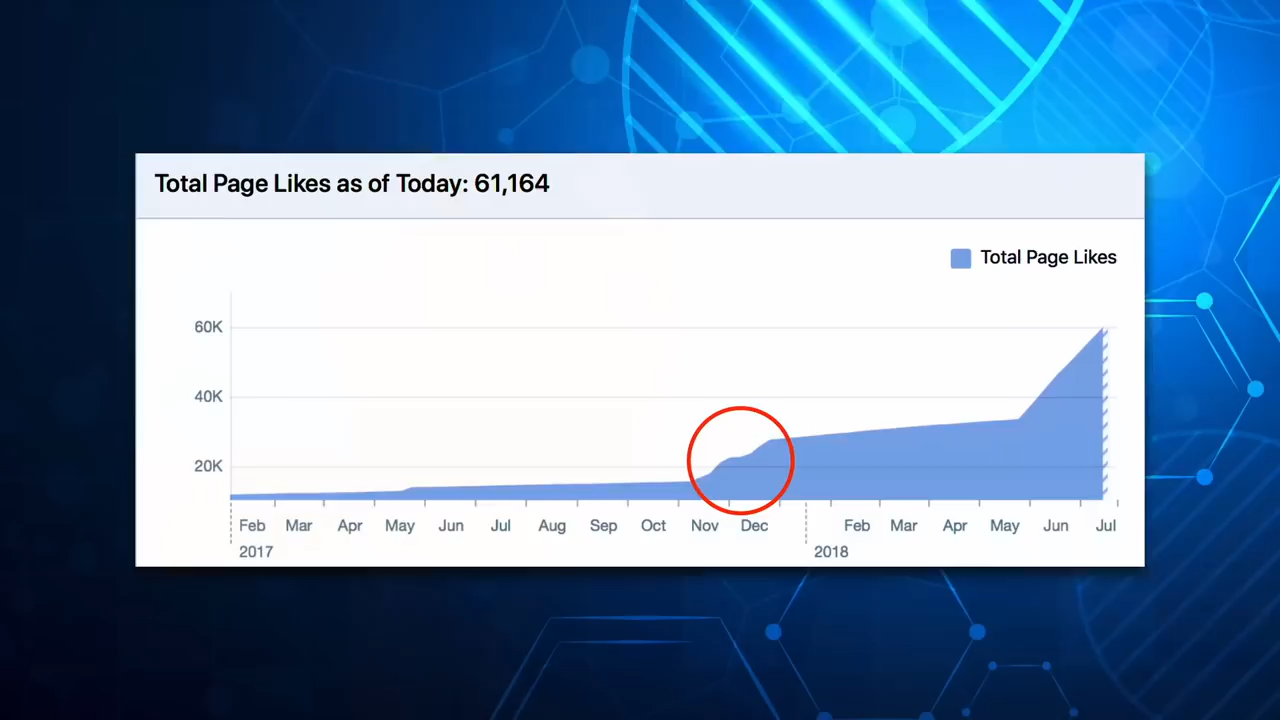 Total Page Likes as of Today: 61,164
Total Page Likes
60K
40K
20K
Feb Mar Apr May Jun Jul Aug Sep Oct Nov Dec Feb Mar Apr May Jun Jul
2017 2018